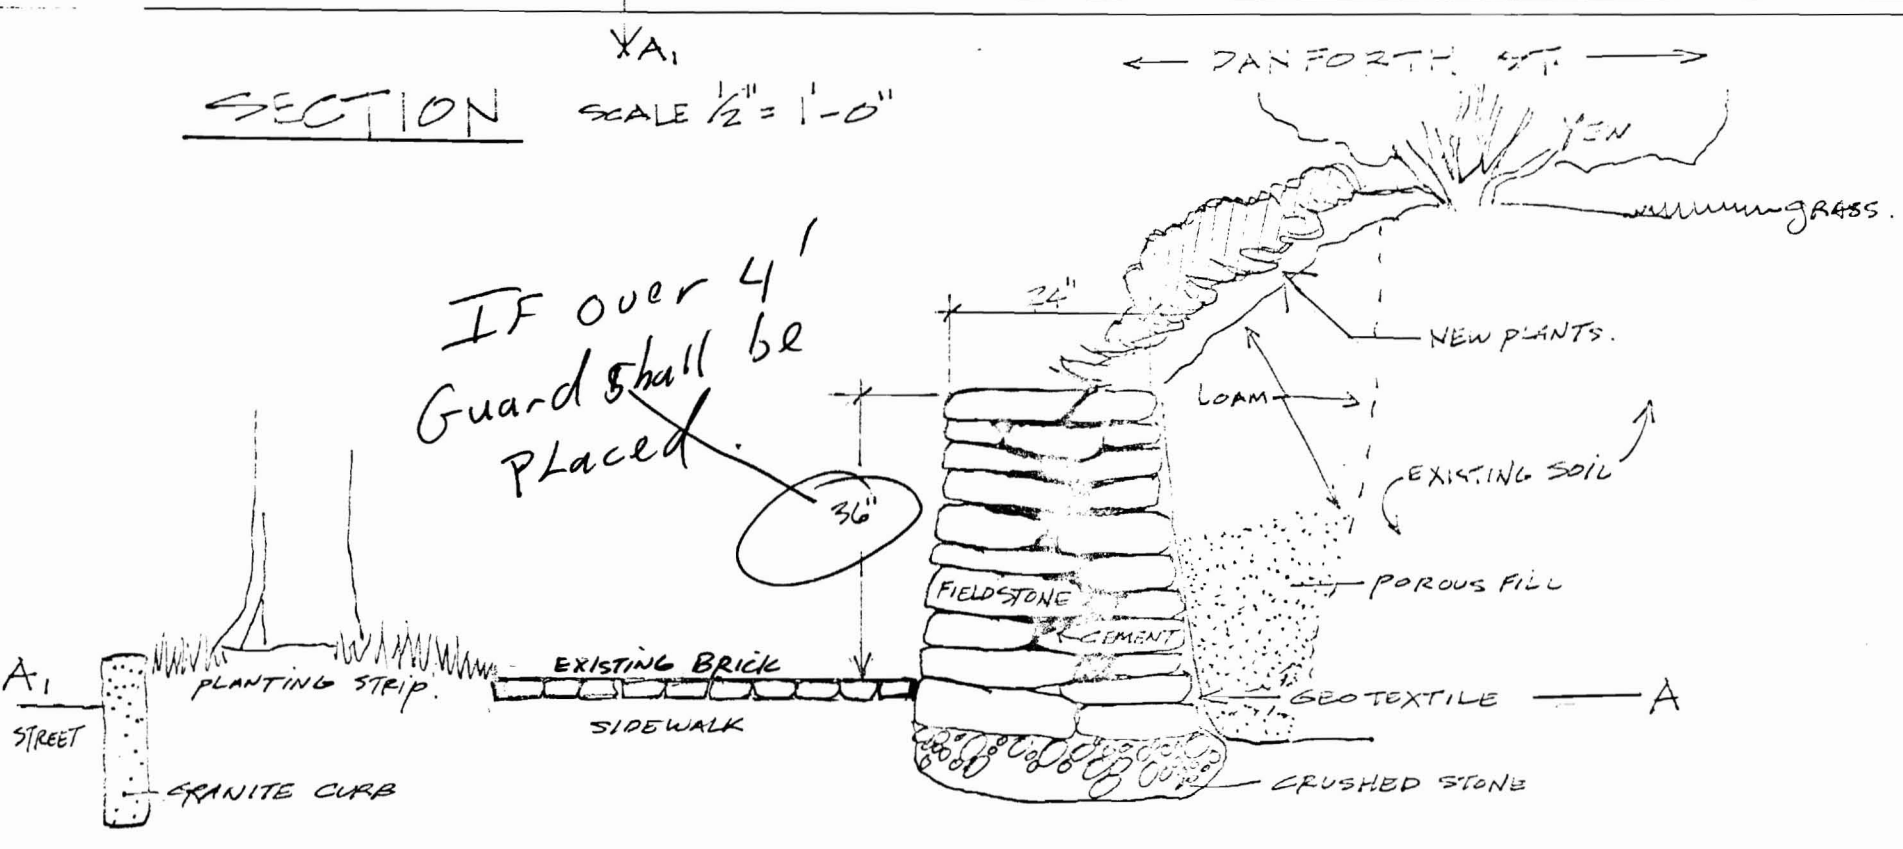 A1
SECTION SCALE 1/2" = 1'-0"
DANFORTH ST.
YEW
GRASS.
IF over 4'
Guard shall be
placed.
24"
NEW PLANTS.
LOAM
EXISTING SOIL
36"
POROUS FILL
FIELDSTONE
CEMENT
A1
STREET
PLANTING STRIP.
EXISTING BRICK
SIDEWALK
GEOTEXTILE
A
GRANITE CURB
CRUSHED STONE